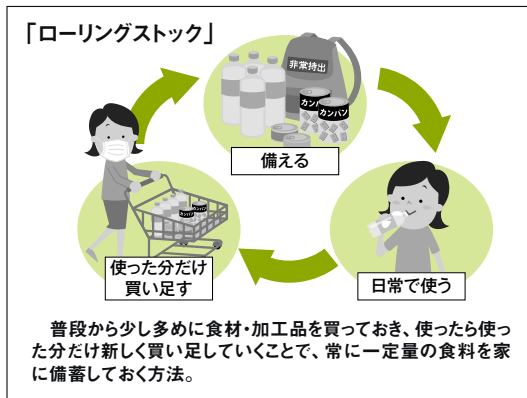 「ローリングストック」
非常持出
カンパン
カンパン
備える
カンパン
カンパン
使った分だけ
買い足す
日常で使う
普段から少し多めに食材・加工品を買っておき、使ったら使っ
た分だけ新しく買い足していくことで、常に一定量の食料を家
に備蓄しておく方法。